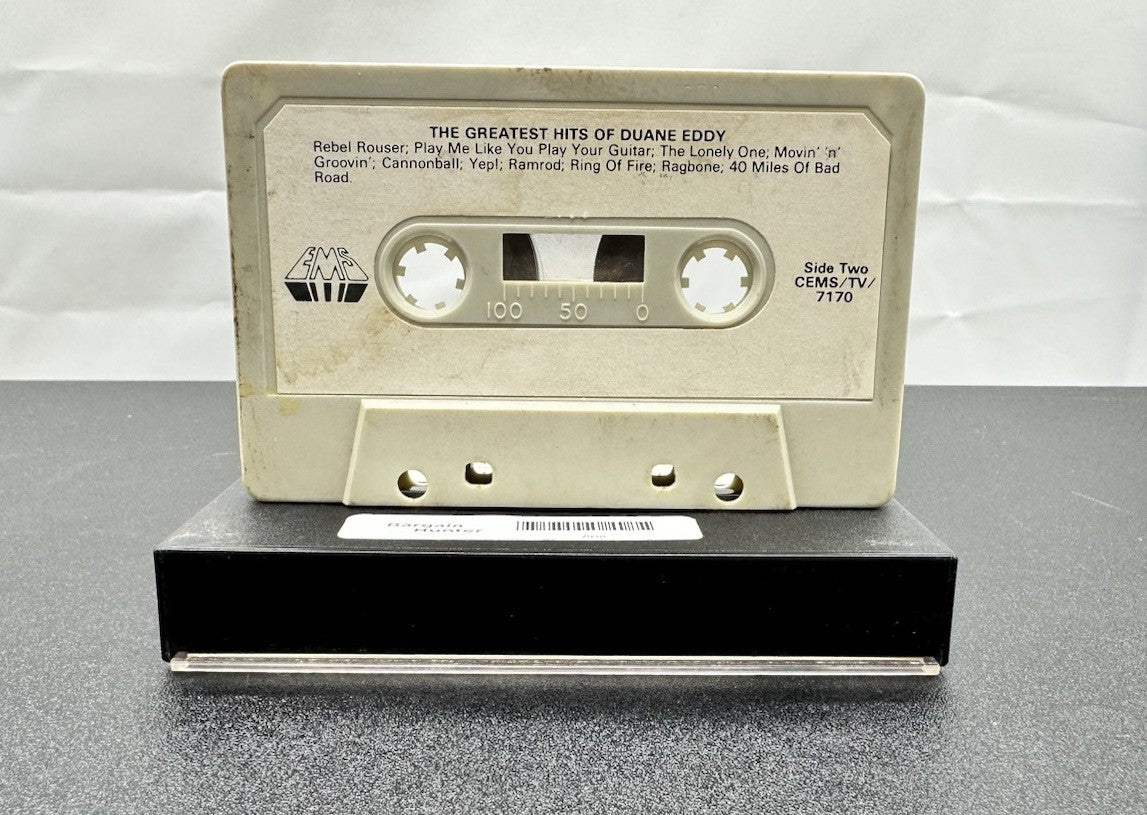 THE GREATEST HITS OF DUANE EDDY
Rebel Rouser; Play Me Like You Play Your Guitar; The Lonely One; Movin' 'n'
Groovin'; Cannonball; Yep!; Ramrod; Ring Of Fire; Ragbone; 40 Miles Of Bad
Road.
EMS
Side Two
CEMS/TV/
7170
100 50 0
Bargain
Hunter